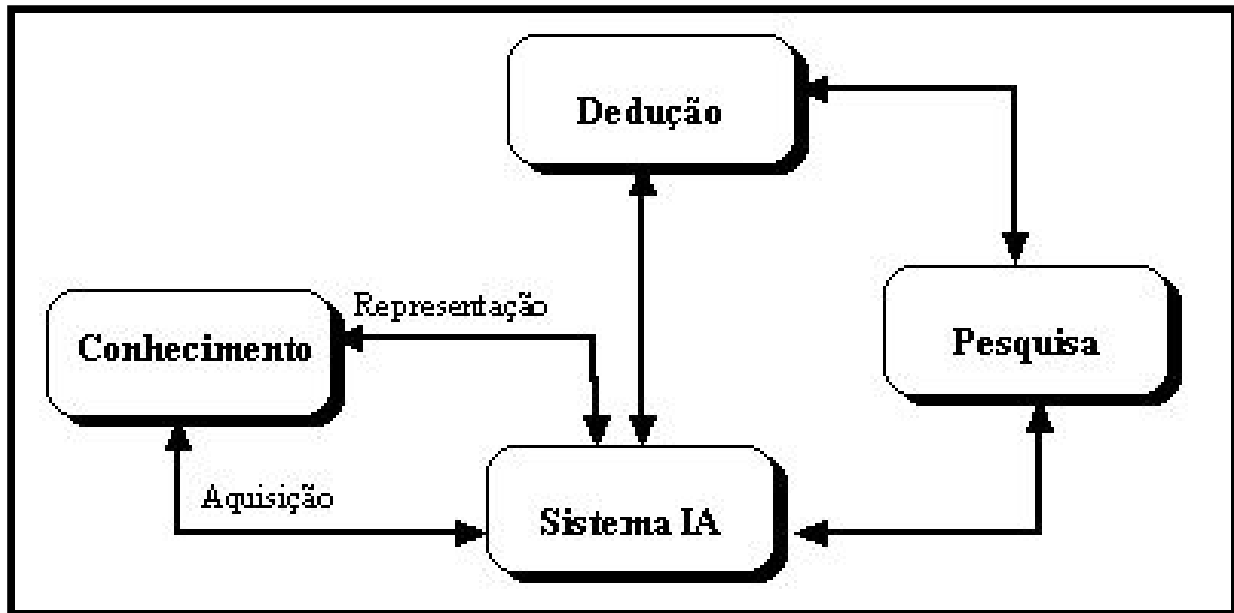 Dedução
Representação
Conhecimento
Pesquisa
Aquisição
Sistema IA